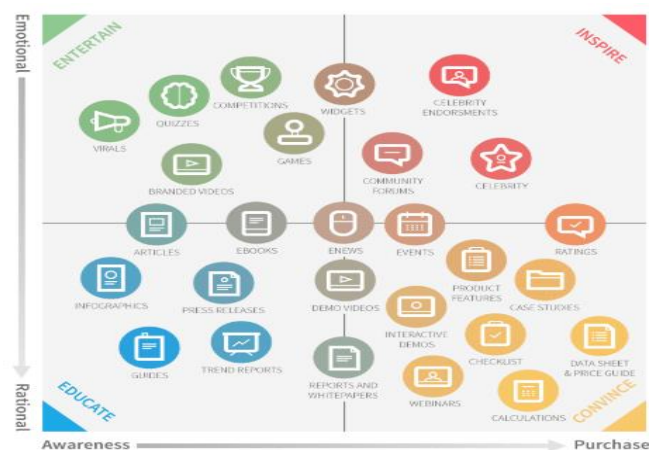 Emotional
ENTERTAIN
INSPIRE
COMPETITIONS
WIDGETS
CELEBRITY
ENDORSMENTS
QUIZZES
VIRALS
GAMES
BRANDED VIDEOS
COMMUNITY
FORUMS
CELEBRITY
ARTICLES
EBOOKS
ENEWS
EVENTS
RATINGS
INFOGRAPHICS
PRESS RELEASES
DEMO VIDEOS
PRODUCT
FEATURES
CASE STUDIES
INTERACTIVE
DEMOS
GUIDES
TREND REPORTS
REPORTS AND
WHITEPAPERS
CHECKLIST
DATA SHEET
& PRICE GUIDE
WEBINARS
CALCULATIONS
EDUCATE
CONVINCE
Rational
Awareness
Purchase